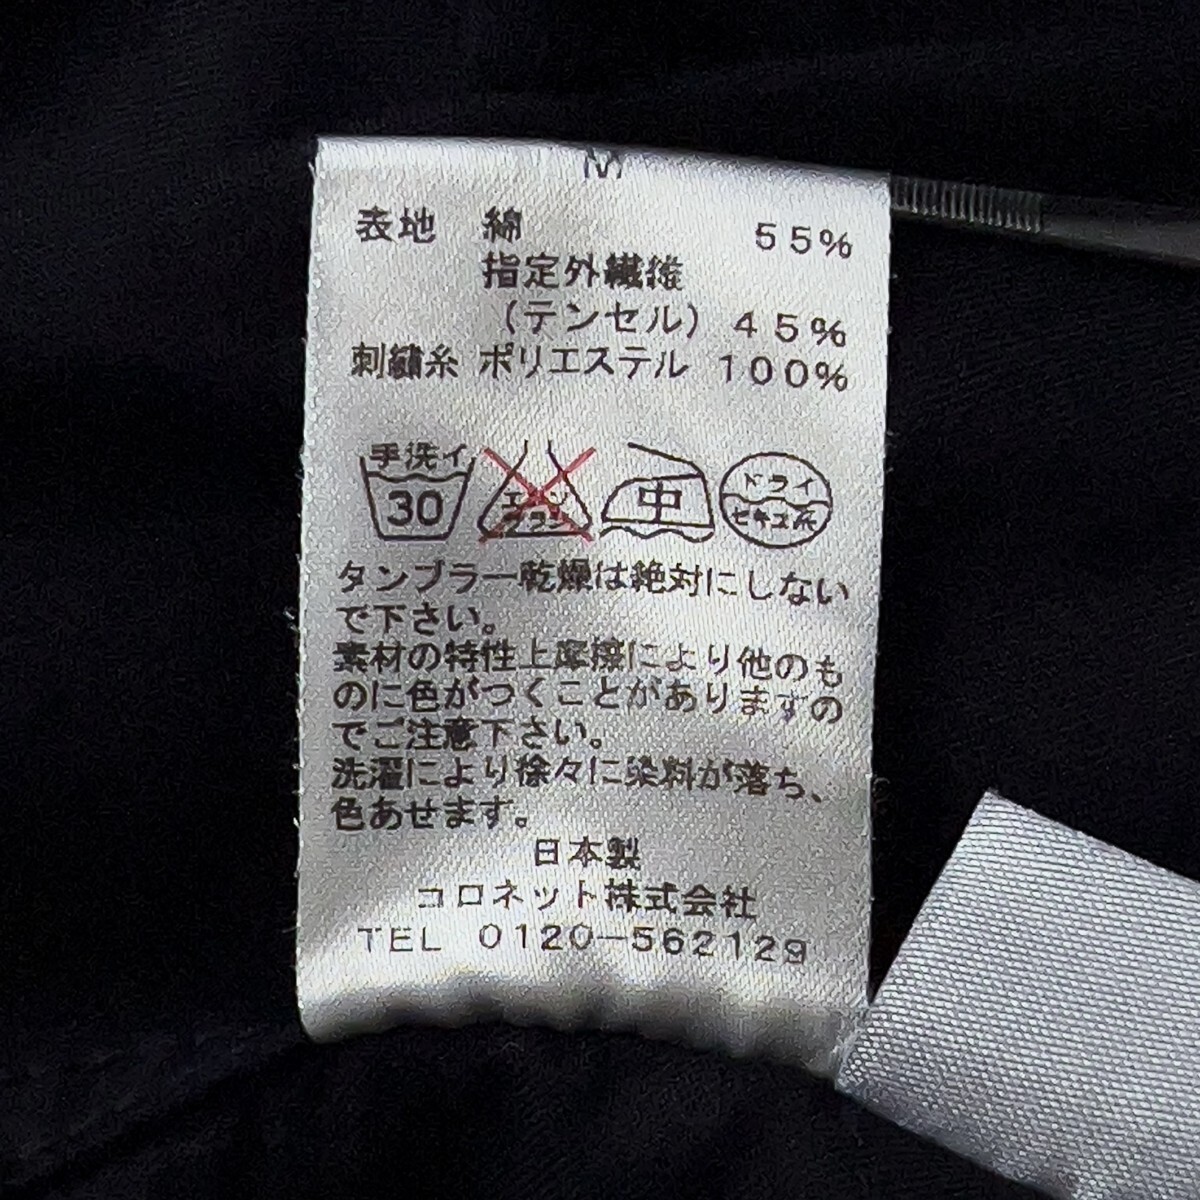 M
表地 綿 55%
指定外繊維
(テンセル) 45%
刺繍糸 ポリエステル 100%
手洗イ 30
エンソ
サラシ
中
ドライ
セキユ系
タンブラー乾燥は絶対にしない
で下さい。
素材の特性上摩擦により他のも
のに色がつくことがありますの
でご注意下さい。
洗濯により徐々に染料が落ち、
色あせます。
日本製
コロネット株式会社
TEL 0120-562129